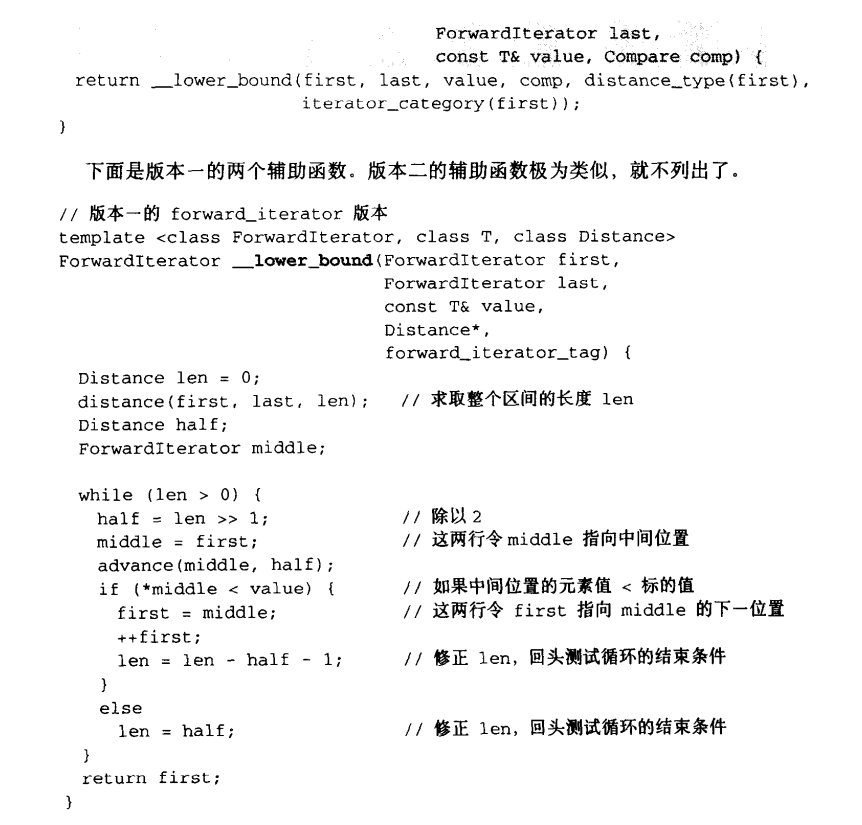 ForwardIterator last,
const T& value, Compare comp) {
return __lower_bound(first, last, value, comp, distance_type(first),
iterator_category(first));
}
下面是版本一的两个辅助函数。版本二的辅助函数极为类似，就不列出了。
// 版本一的 forward_iterator 版本
template <class ForwardIterator, class T, class Distance>
ForwardIterator __lower_bound(ForwardIterator first,
ForwardIterator last,
const T& value,
Distance*,
forward_iterator_tag) {
Distance len = 0;
distance(first, last, len); // 求取整个区间的长度 len
Distance half;
ForwardIterator middle;
while (len > 0) {
half = len >> 1; // 除以 2
middle = first; // 这两行令 middle 指向中间位置
advance(middle, half);
if (*middle < value) { // 如果中间位置的元素值 < 标的值
first = middle; // 这两行令 first 指向 middle 的下一位置
++first;
len = len - half - 1; // 修正 len，回头测试循环的结束条件
}
else
len = half; // 修正 len，回头测试循环的结束条件
}
return first;
}